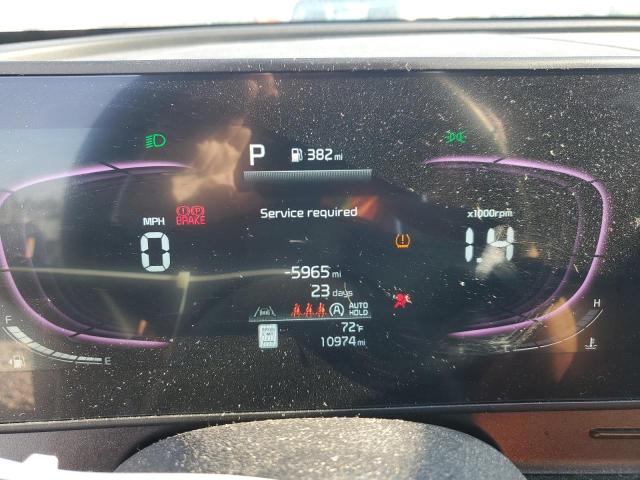 P 382 mi
Service required
MPH
0
BRAKE
x1000rpm
1.4
-5965 mi
23 days
AUTO
HOLD
72°F
10974 mi
F
E
H